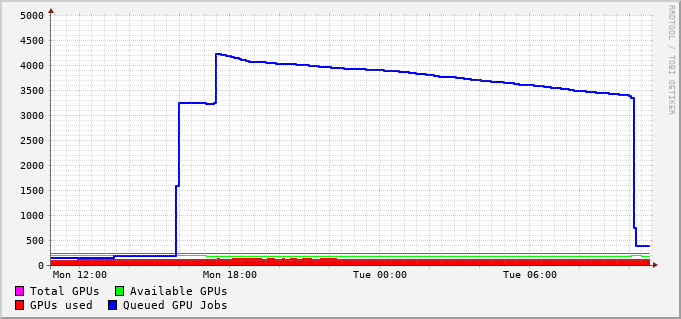 5000
4500
4000
3500
3000
2500
2000
1500
1000
500
0
Mon 12:00 Mon 18:00 Tue 00:00 Tue 06:00
Total GPUs Available GPUs
GPUs used Queued GPU Jobs
RRDTOOL / TOBI OETIKER